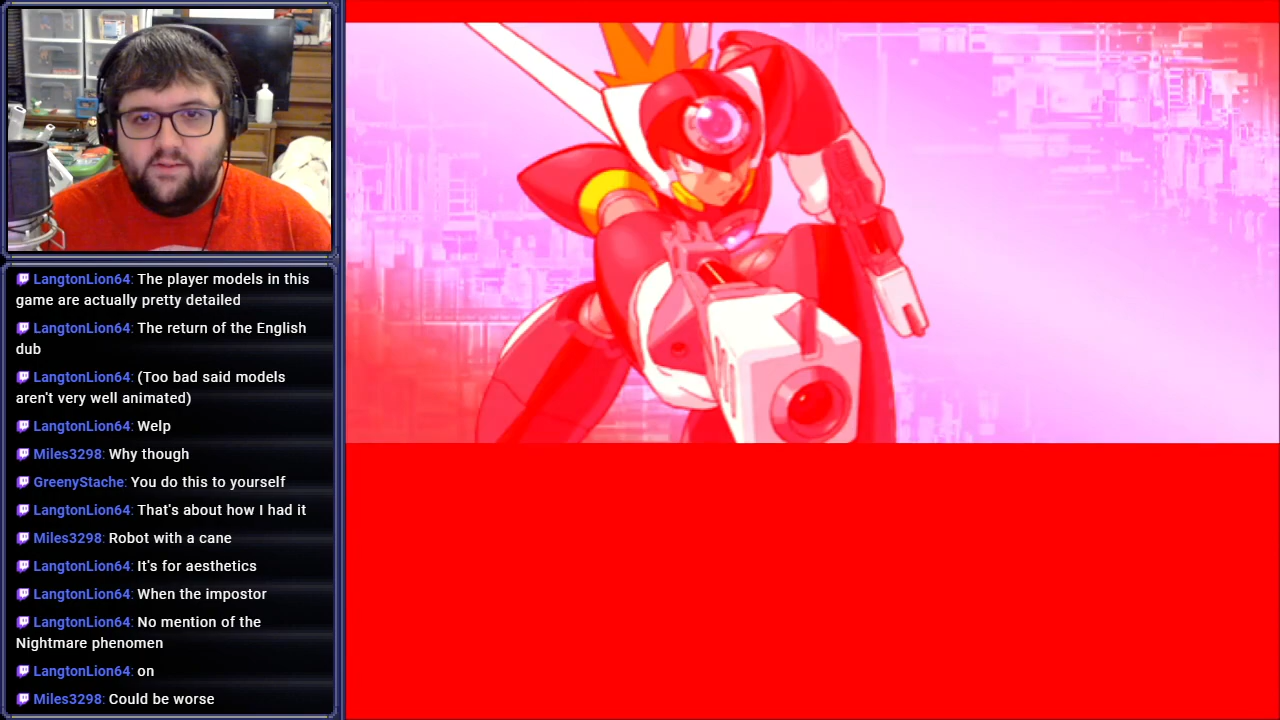 LangtonLion64: The player models in this
game are actually pretty detailed
LangtonLion64: The return of the English
dub
LangtonLion64: (Too bad said models
aren't very well animated)
LangtonLion64: Welp
Miles3298: Why though
GreenyStache: You do this to yourself
LangtonLion64: That's about how I had it
Miles3298: Robot with a cane
LangtonLion64: It's for aesthetics
LangtonLion64: When the impostor
LangtonLion64: No mention of the
Nightmare phenomen
LangtonLion64: on
Miles3298: Could be worse